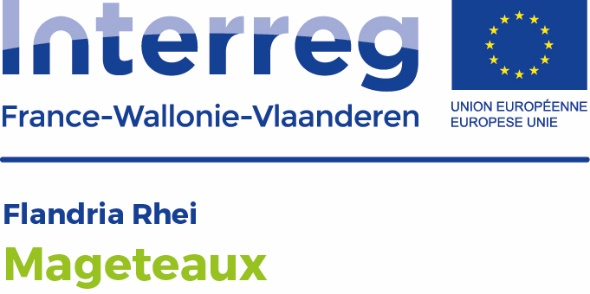 Interreg
France-Wallonie-Vlaanderen
UNION EUROPÉENNE
EUROPESE UNIE
Flandria Rhei
Mageteaux